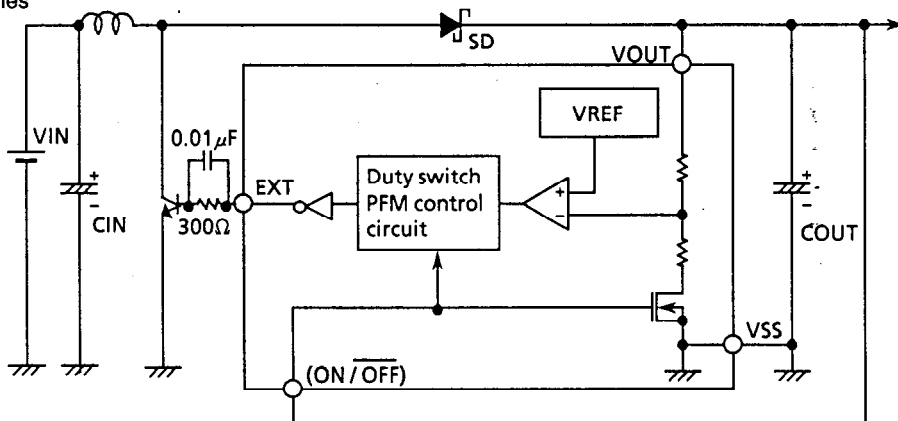 SD
VOUT
VREF
VIN
0.01μF
+
−
EXT
300Ω
CIN
Duty switch
PFM control
circuit
+
−
+
−
COUT
VSS
(ON / OFF)